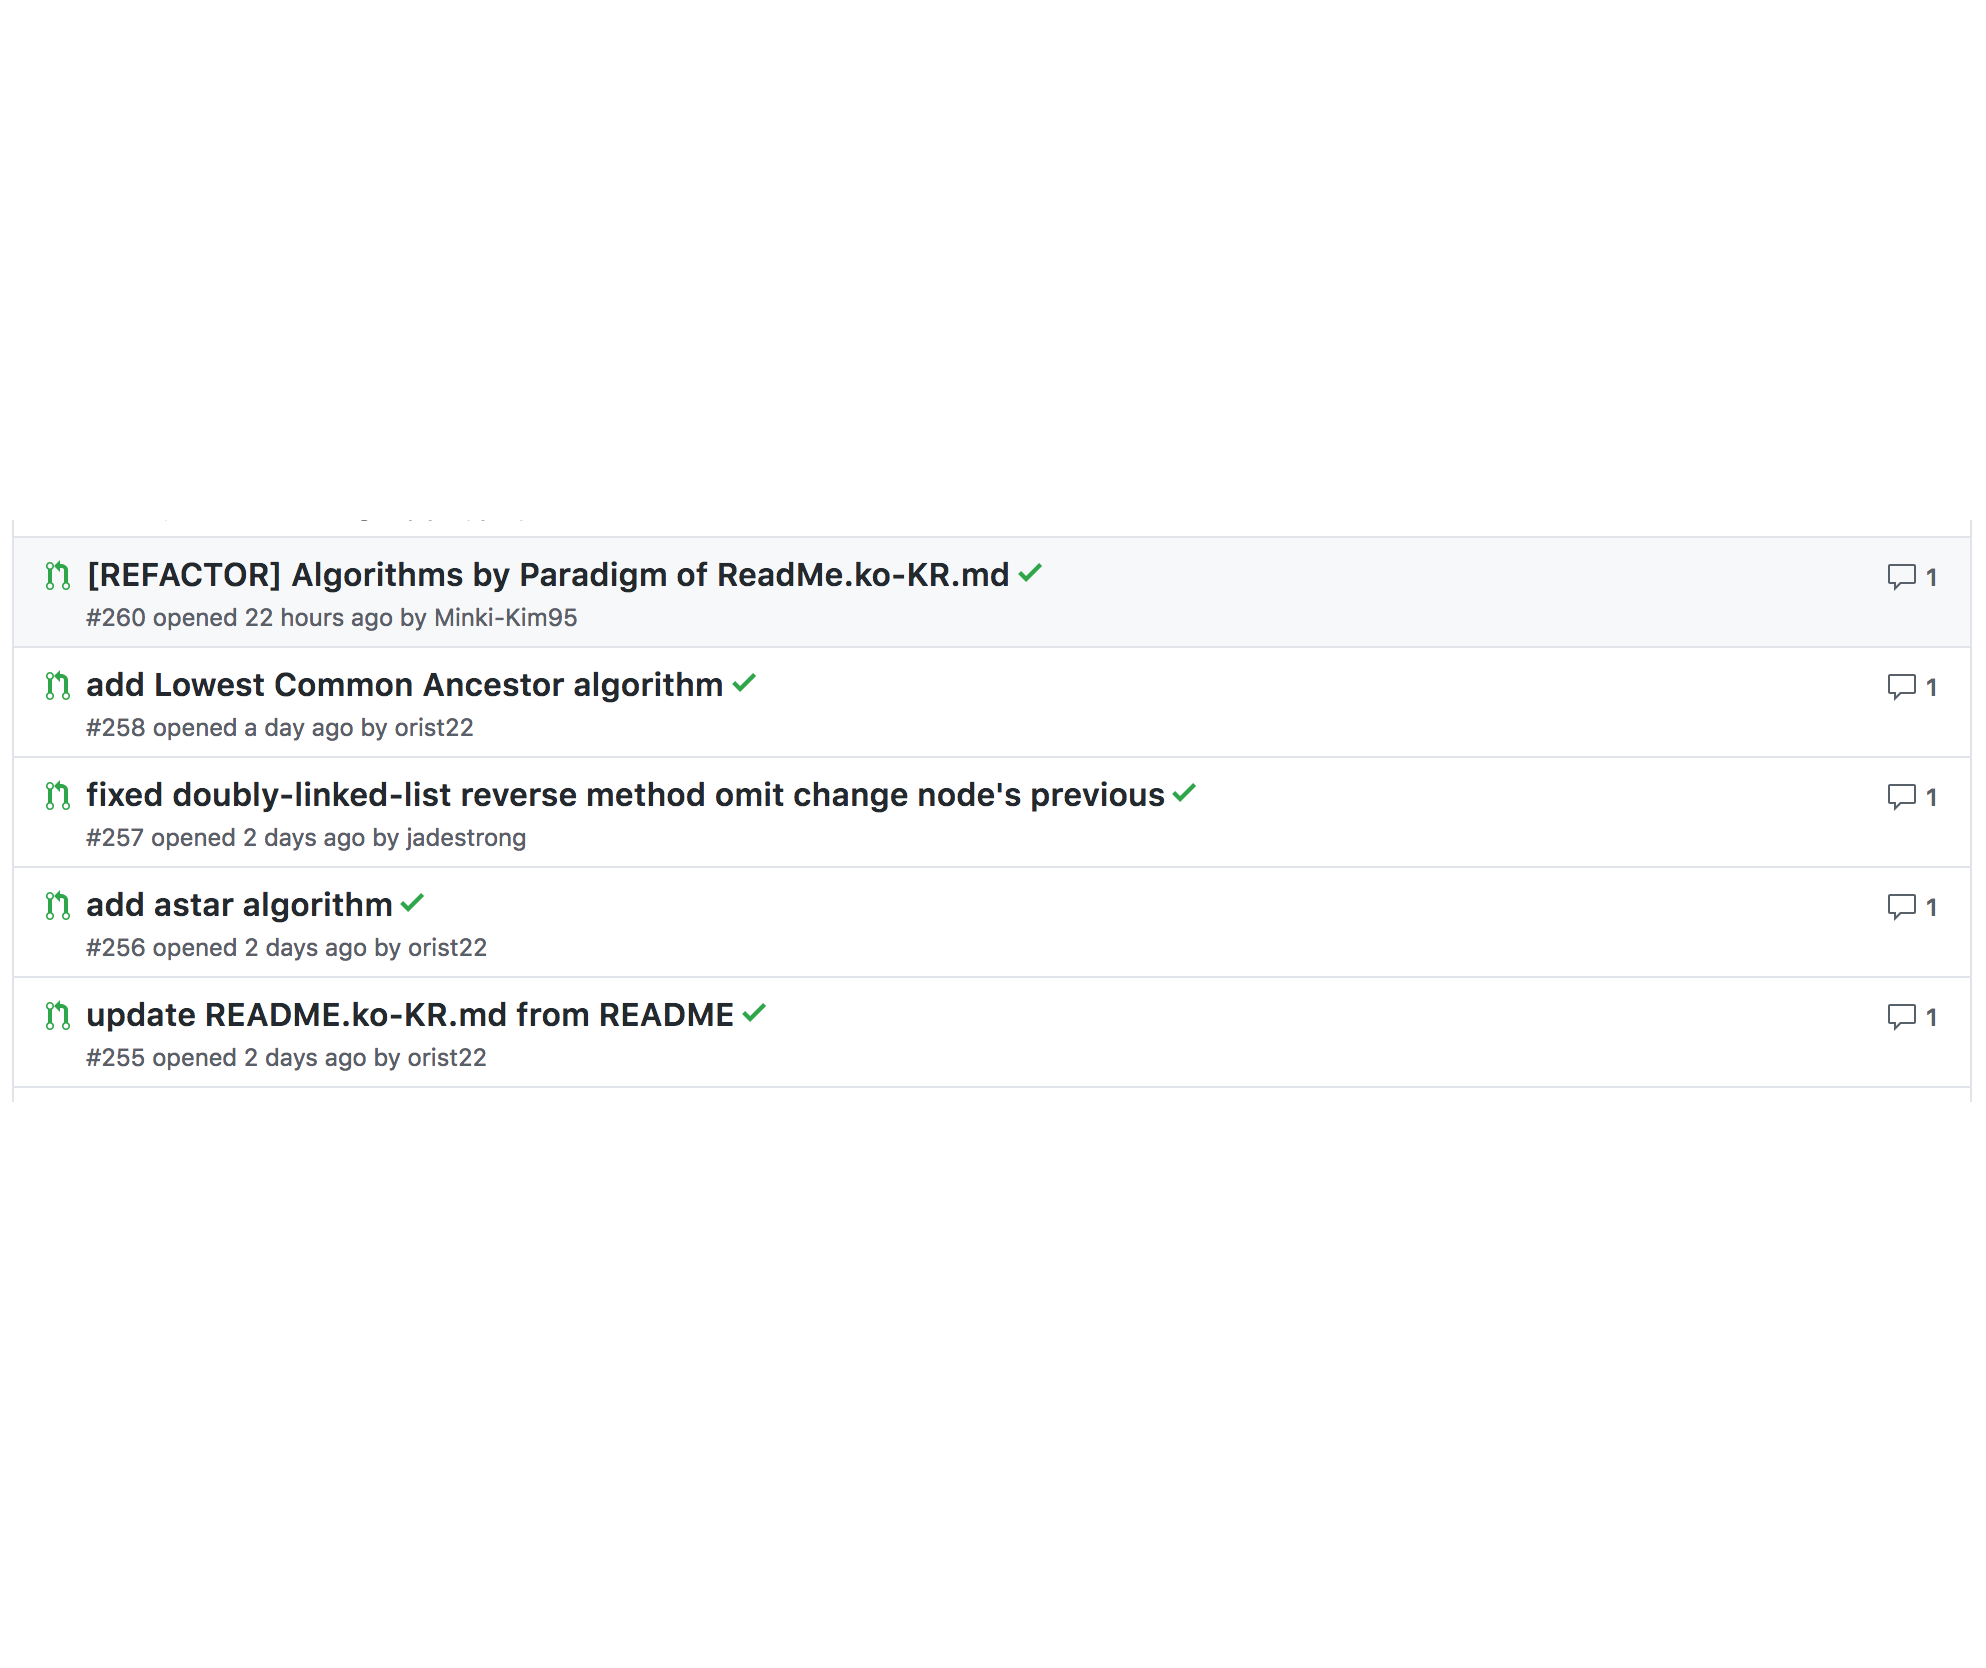 [REFACTOR] Algorithms by Paradigm of ReadMe.ko-KR.md
1
#260 opened 22 hours ago by Minki-Kim95
add Lowest Common Ancestor algorithm
1
#258 opened a day ago by orist22
fixed doubly-linked-list reverse method omit change node's previous
1
#257 opened 2 days ago by jadestrong
add astar algorithm
1
#256 opened 2 days ago by orist22
update README.ko-KR.md from README
1
#255 opened 2 days ago by orist22